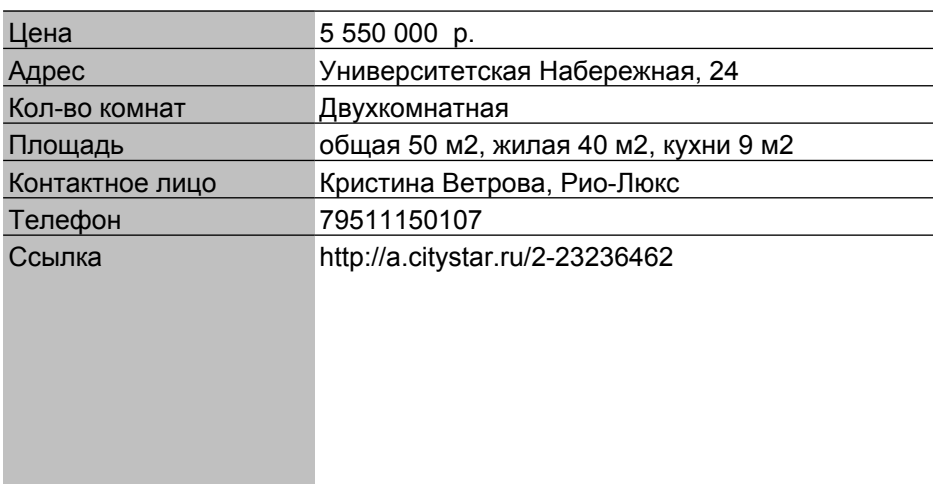 Цена 5 550 000 р.
Адрес Университетская Набережная, 24
Кол-во комнат Двухкомнатная
Площадь общая 50 м2, жилая 40 м2, кухни 9 м2
Контактное лицо Кристина Ветрова, Рио-Люкс
Телефон 79511150107
Ссылка http://a.citystar.ru/2-23236462